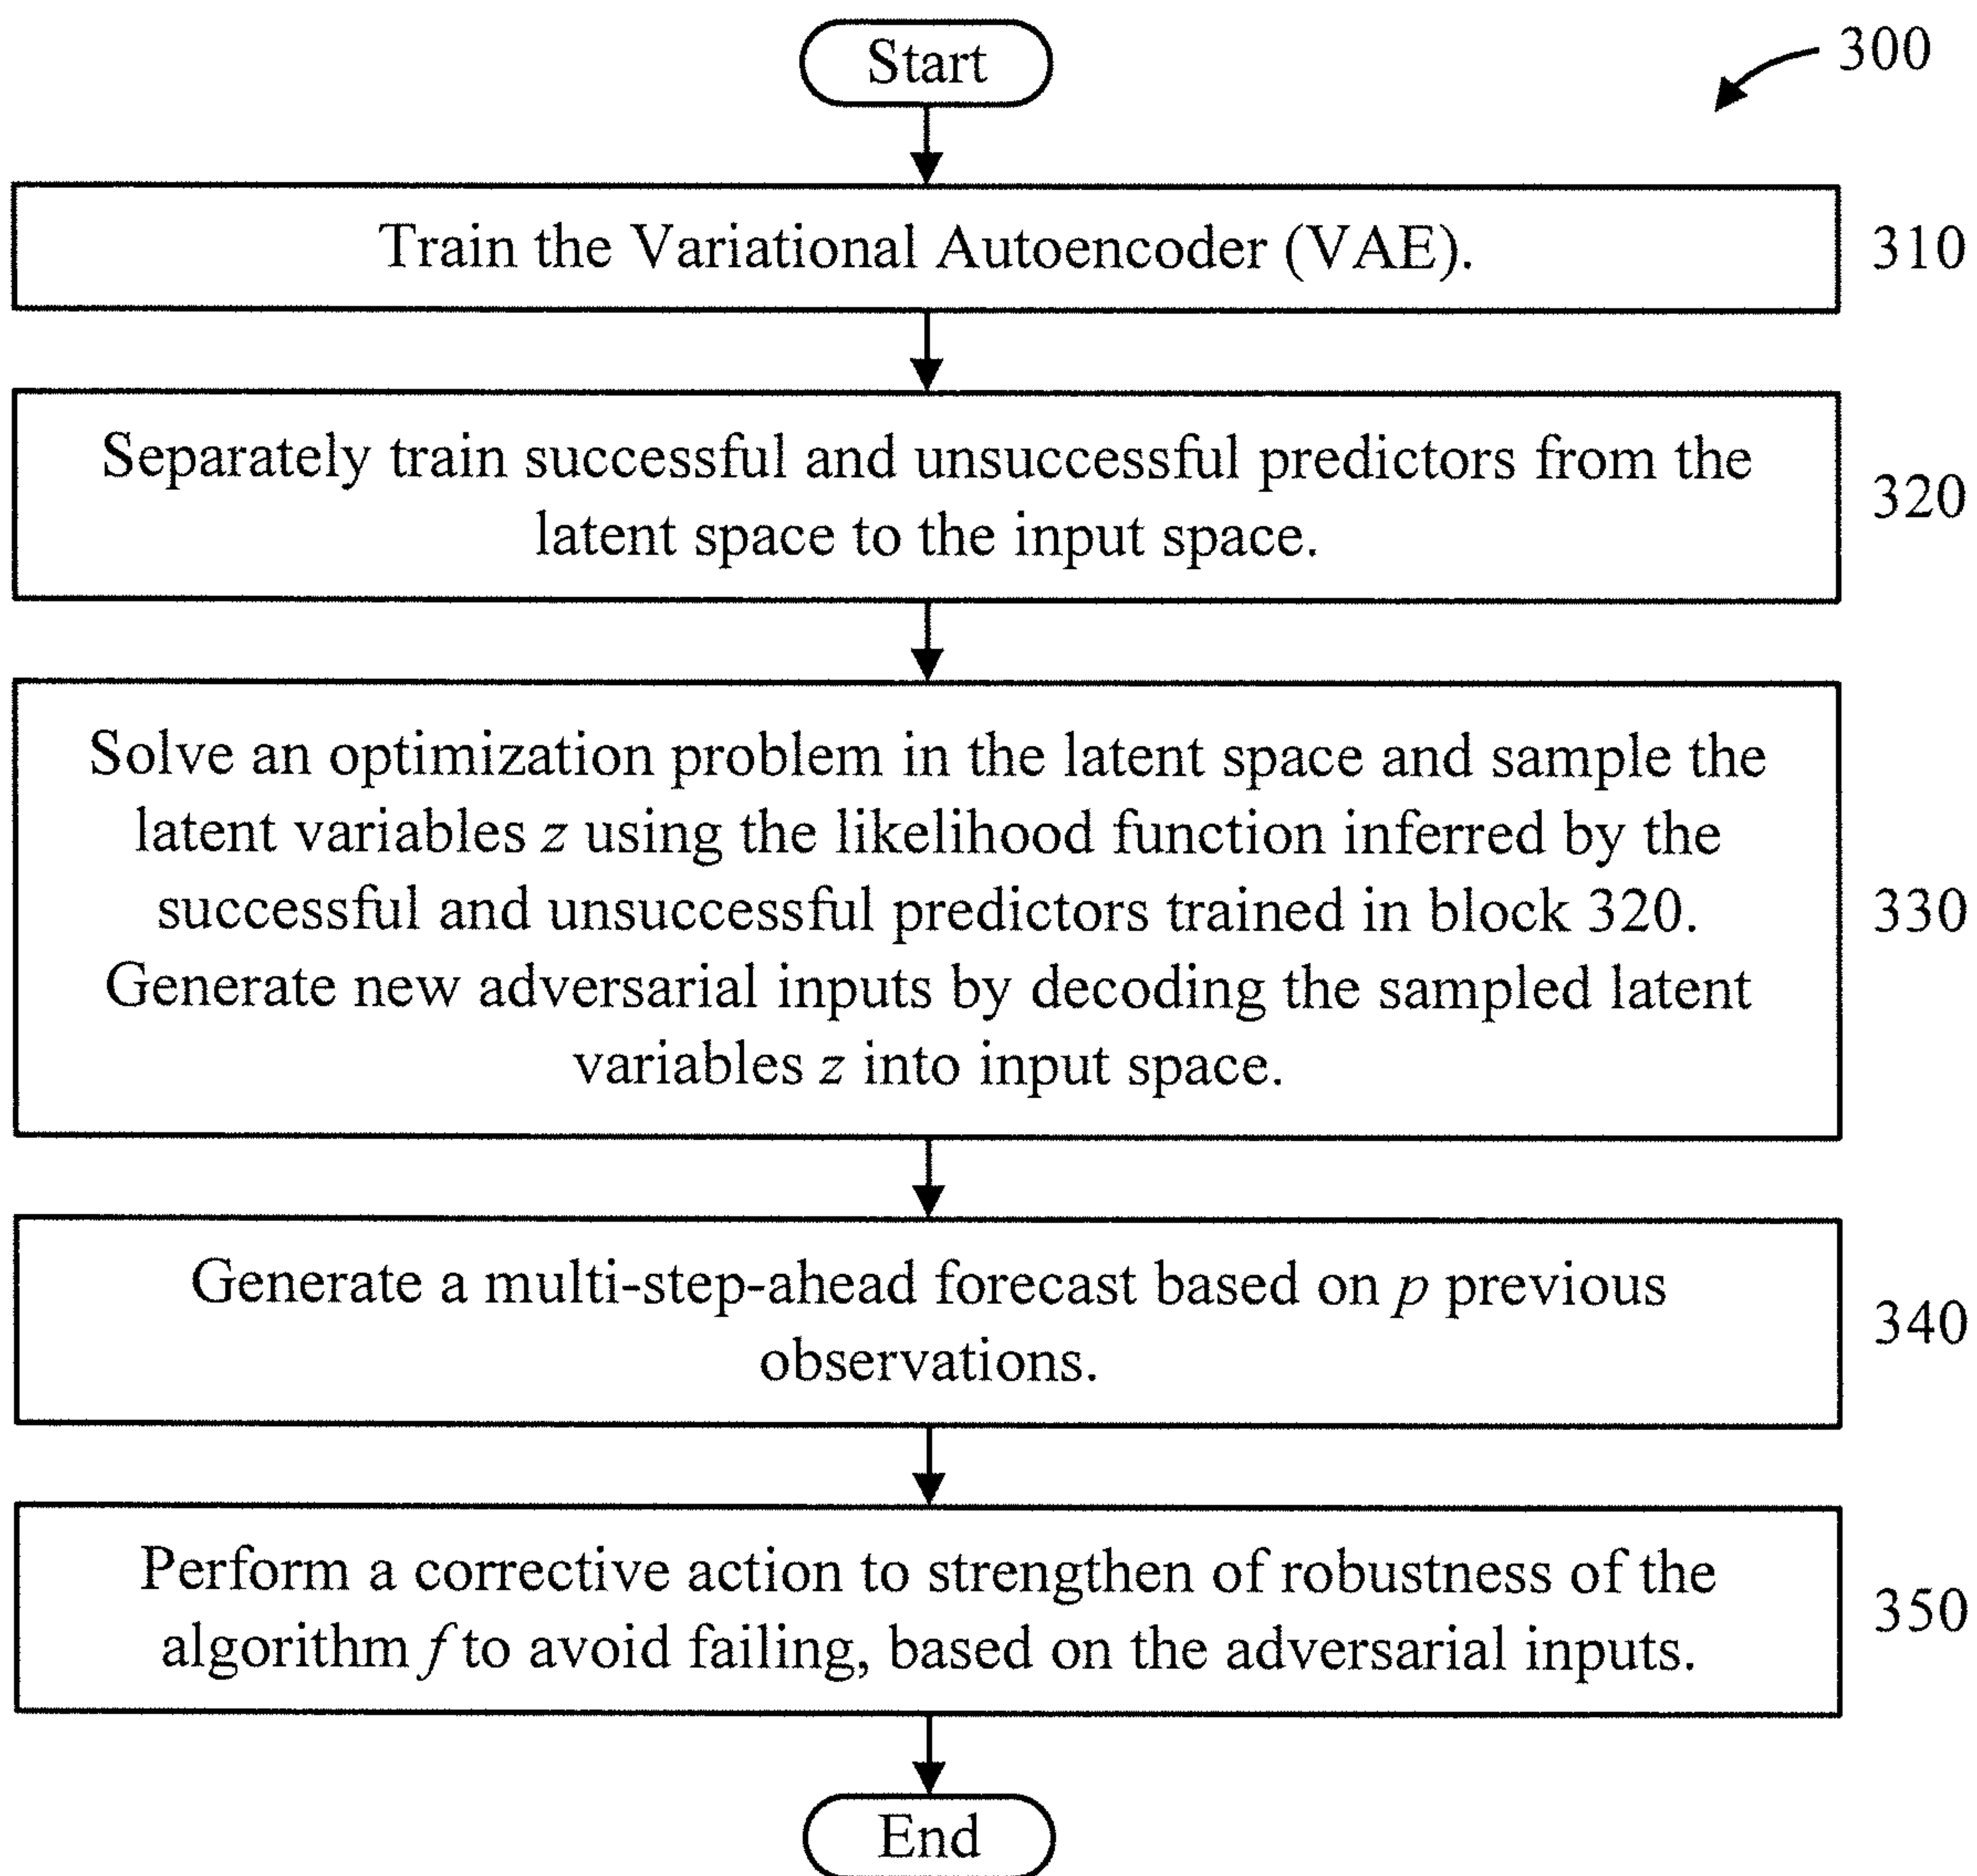 Start
300
Train the Variational Autoencoder (VAE).
310
Separately train successful and unsuccessful predictors from the
latent space to the input space.
320
Solve an optimization problem in the latent space and sample the
latent variables z using the likelihood function inferred by the
successful and unsuccessful predictors trained in block 320.
Generate new adversarial inputs by decoding the sampled latent
variables z into input space.
330
Generate a multi-step-ahead forecast based on p previous
observations.
340
Perform a corrective action to strengthen of robustness of the
algorithm f to avoid failing, based on the adversarial inputs.
350
End